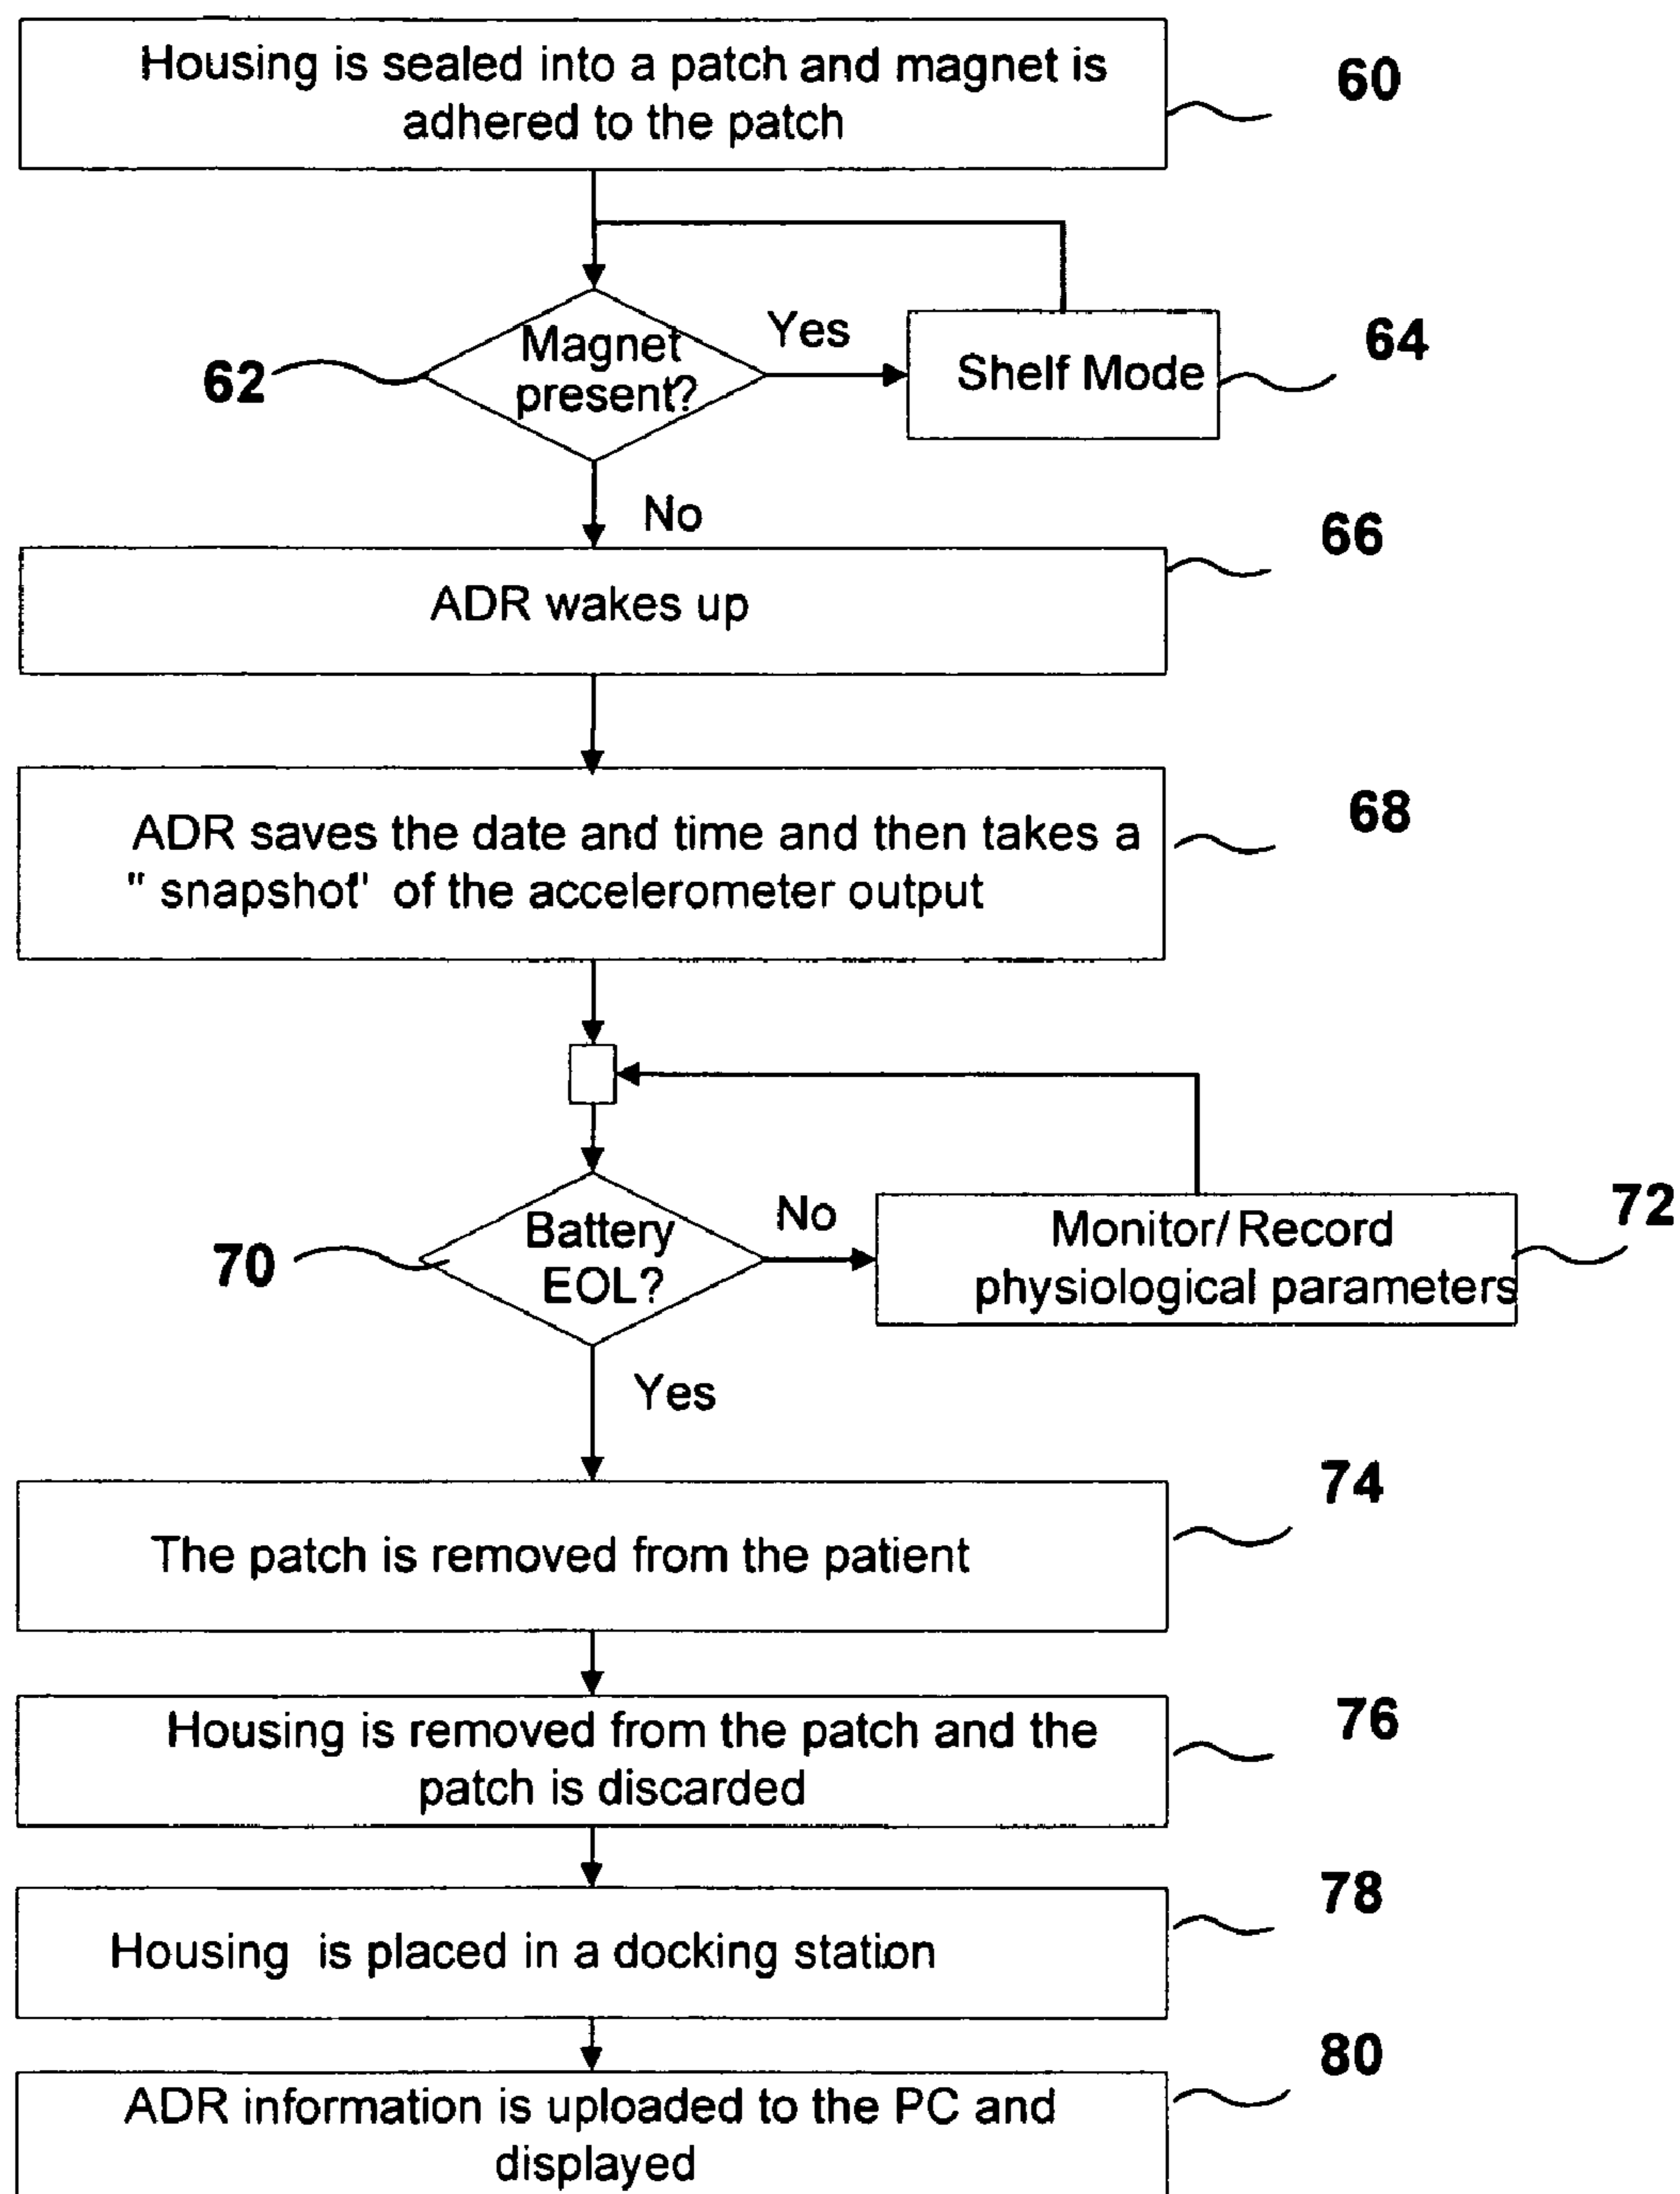 Housing is sealed into a patch and magnet is
adhered to the patch
60
Magnet
present?
62
Yes
Shelf Mode
64
No
66
ADR wakes up
68
ADR saves the date and time and then takes a
" snapshot' of the accelerometer output
Battery
EOL?
70
No
Monitor/ Record
physiological parameters
72
Yes
74
The patch is removed from the patient
76
Housing is removed from the patch and the
patch is discarded
78
Housing is placed in a docking station
80
ADR information is uploaded to the PC and
displayed